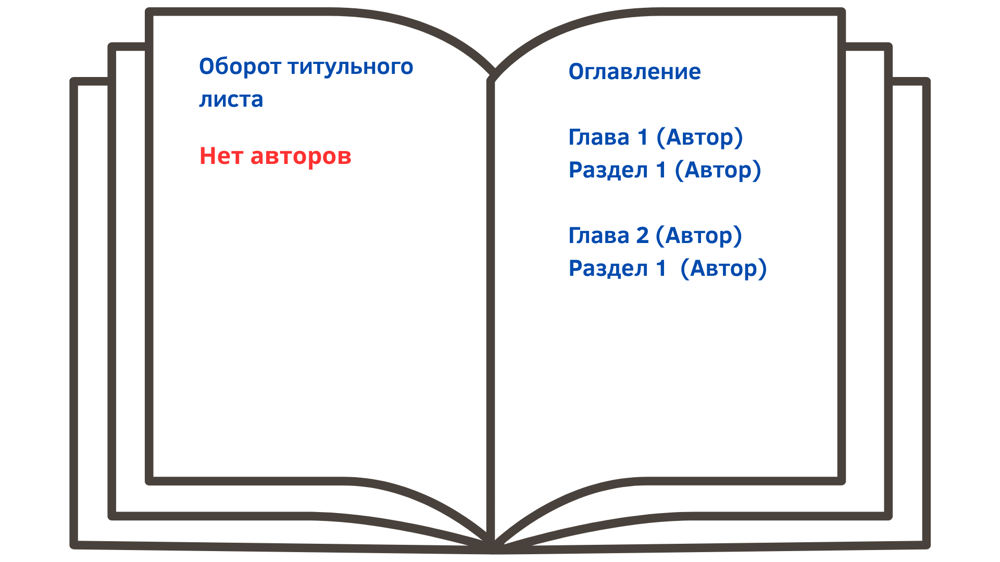 Оборот титульного
листа
Нет авторов
Оглавление
Глава 1 (Автор)
Раздел 1 (Автор)
Глава 2 (Автор)
Раздел 1  (Автор)